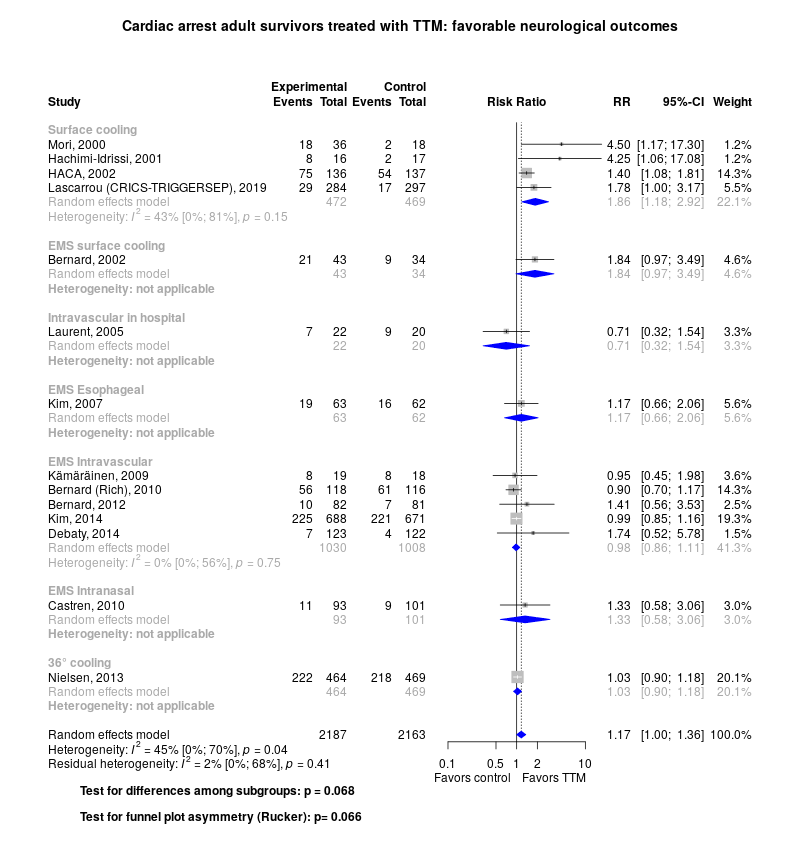 Cardiac arrest adult survivors treated with TTM: favorable neurological outcomes
Experimental Control
Study Events Total Events Total Risk Ratio RR 95%-CI Weight
Surface cooling
Mori, 2000 18 36 2 18 4.50 [1.17; 17.30] 1.2%
Hachimi-Idrissi, 2001 8 16 2 17 4.25 [1.06; 17.08] 1.2%
HACA, 2002 75 136 54 137 1.40 [1.08; 1.81] 14.3%
Lascarrou (CRICS-TRIGGERSEP), 2019 29 284 17 297 1.78 [1.00; 3.17] 5.5%
Random effects model 472 469 1.86 [1.18; 2.92] 22.1%
Heterogeneity: I² = 43% [0%; 81%], p = 0.15
EMS surface cooling
Bernard, 2002 21 43 9 34 1.84 [0.97; 3.49] 4.6%
Random effects model 43 34 1.84 [0.97; 3.49] 4.6%
Heterogeneity: not applicable
Intravascular in hospital
Laurent, 2005 7 22 9 20 0.71 [0.32; 1.54] 3.3%
Random effects model 22 20 0.71 [0.32; 1.54] 3.3%
Heterogeneity: not applicable
EMS Esophageal
Kim, 2007 19 63 16 62 1.17 [0.66; 2.06] 5.6%
Random effects model 63 62 1.17 [0.66; 2.06] 5.6%
Heterogeneity: not applicable
EMS Intravascular
Kämäräinen, 2009 8 19 8 18 0.95 [0.45; 1.98] 3.6%
Bernard (Rich), 2010 56 118 61 116 0.90 [0.70; 1.17] 14.3%
Bernard, 2012 10 82 7 81 1.41 [0.56; 3.53] 2.5%
Kim, 2014 225 688 221 671 0.99 [0.85; 1.16] 19.3%
Debaty, 2014 7 123 4 122 1.74 [0.52; 5.78] 1.5%
Random effects model 1030 1008 0.98 [0.86; 1.11] 41.3%
Heterogeneity: I² = 0% [0%; 56%], p = 0.75
EMS Intranasal
Castren, 2010 11 93 9 101 1.33 [0.58; 3.06] 3.0%
Random effects model 93 101 1.33 [0.58; 3.06] 3.0%
Heterogeneity: not applicable
36° cooling
Nielsen, 2013 222 464 218 469 1.03 [0.90; 1.18] 20.1%
Random effects model 464 469 1.03 [0.90; 1.18] 20.1%
Heterogeneity: not applicable
Random effects model 2187 2163 1.17 [1.00; 1.36] 100.0%
Heterogeneity: I² = 45% [0%; 70%], p = 0.04
Residual heterogeneity: I² = 2% [0%; 68%], p = 0.41
0.1 0.5 1 2 10
Favors control Favors TTM
Test for differences among subgroups: p = 0.068
Test for funnel plot asymmetry (Rucker): p= 0.066